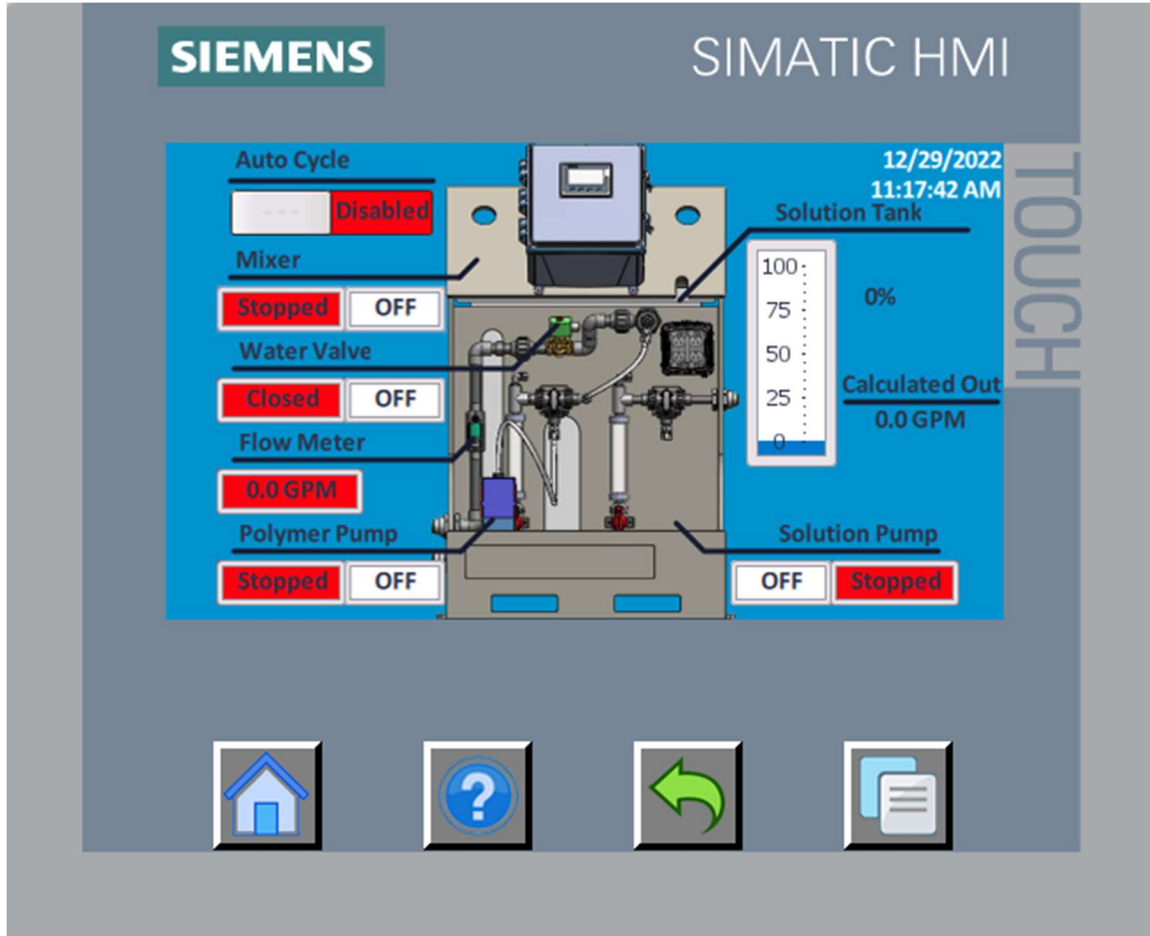 SIEMENS
SIMATIC HMI
TOUCH
12/29/2022
11:17:42 AM
Auto Cycle
--- Disabled
Mixer
Stopped OFF
Water Valve
Closed OFF
Flow Meter
0.0 GPM
Polymer Pump
Stopped OFF
Solution Tank
100
75
50
25
0
0%
Calculated Out
0.0 GPM
Solution Pump
OFF Stopped